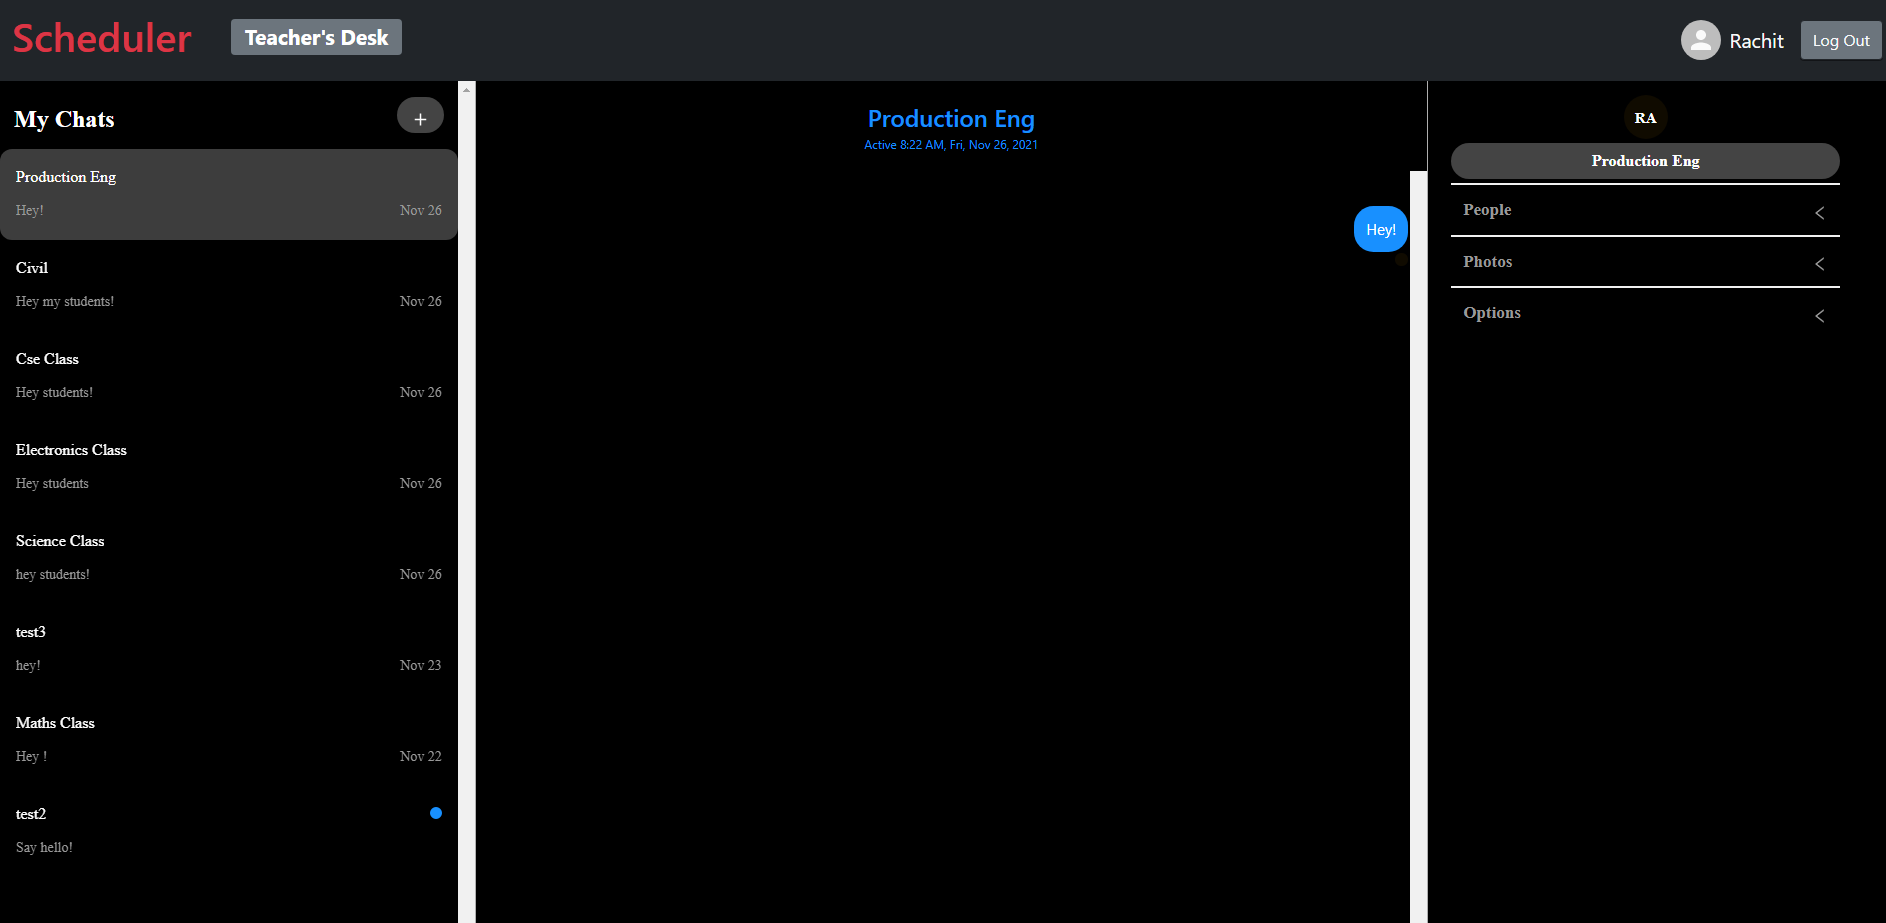 Scheduler
Teacher's Desk
Rachit
Log Out
My Chats
+
Production Eng
Hey!
Nov 26
Civil
Hey my students!
Nov 26
Cse Class
Hey students!
Nov 26
Electronics Class
Hey students
Nov 26
Science Class
hey students!
Nov 26
test3
hey!
Nov 23
Maths Class
Hey !
Nov 22
test2
Say hello!
Production Eng
Active 8:22 AM, Fri, Nov 26, 2021
Hey!
RA
Production Eng
People
Photos
Options